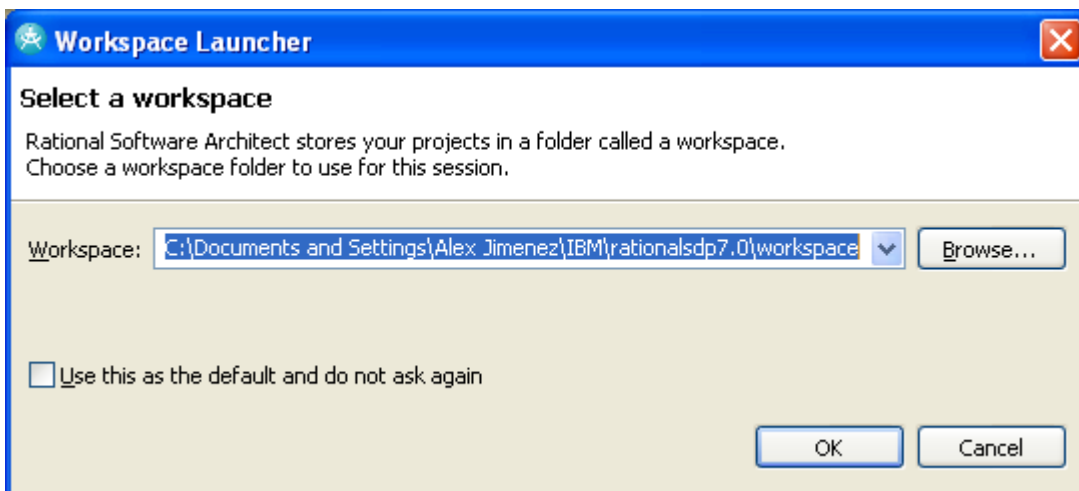 Workspace Launcher
Select a workspace
Rational Software Architect stores your projects in a folder called a workspace.
Choose a workspace folder to use for this session.
Workspace: C:\Documents and Settings\Alex Jimenez\IBM\rationalsdp7.0\workspace Browse...
Use this as the default and do not ask again
OK Cancel